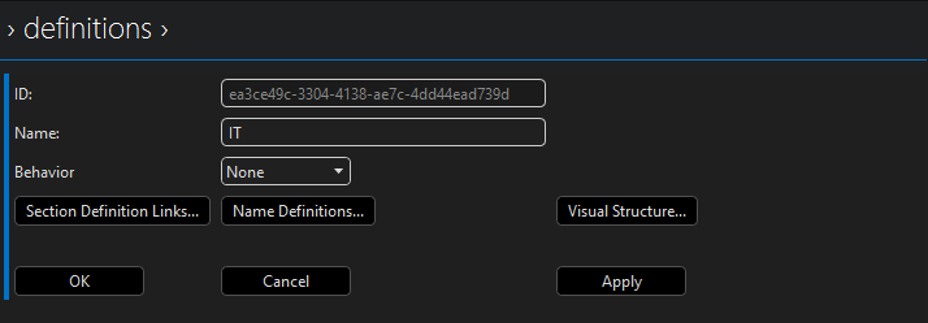 › definitions ›
ID: ea3ce49c-3304-4138-ae7c-4dd44ead739d
Name: IT
Behavior None
Section Definition Links... Name Definitions... Visual Structure...
OK Cancel Apply